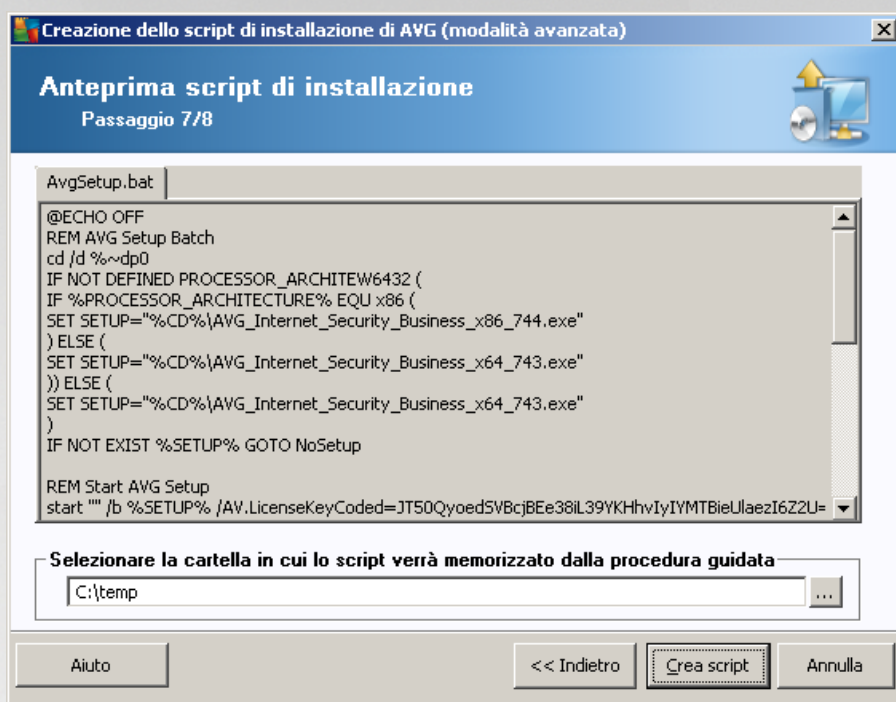 Creazione dello script di installazione di AVG (modalità avanzata)
Anteprima script di installazione
Passaggio 7/8
AvgSetup.bat
@ECHO OFF
REM AVG Setup Batch
cd /d %~dp0
IF NOT DEFINED PROCESSOR_ARCHITEW6432 (
IF %PROCESSOR_ARCHITECTURE% EQU x86 (
SET SETUP="%CD%\AVG_Internet_Security_Business_x86_744.exe"
) ELSE (
SET SETUP="%CD%\AVG_Internet_Security_Business_x64_743.exe"
)) ELSE (
SET SETUP="%CD%\AVG_Internet_Security_Business_x64_743.exe"
)
IF NOT EXIST %SETUP% GOTO NoSetup
REM Start AVG Setup
start "" /b %SETUP% /AV.LicenseKeyCoded=JT50QyoedSVBcjBEe38iL39YKHhvIyIYMTBieUlaezI6Z2U=
Selezionare la cartella in cui lo script verrà memorizzato dalla procedura guidata
C:\temp
...
Aiuto
<< Indietro
Crea script
Annulla